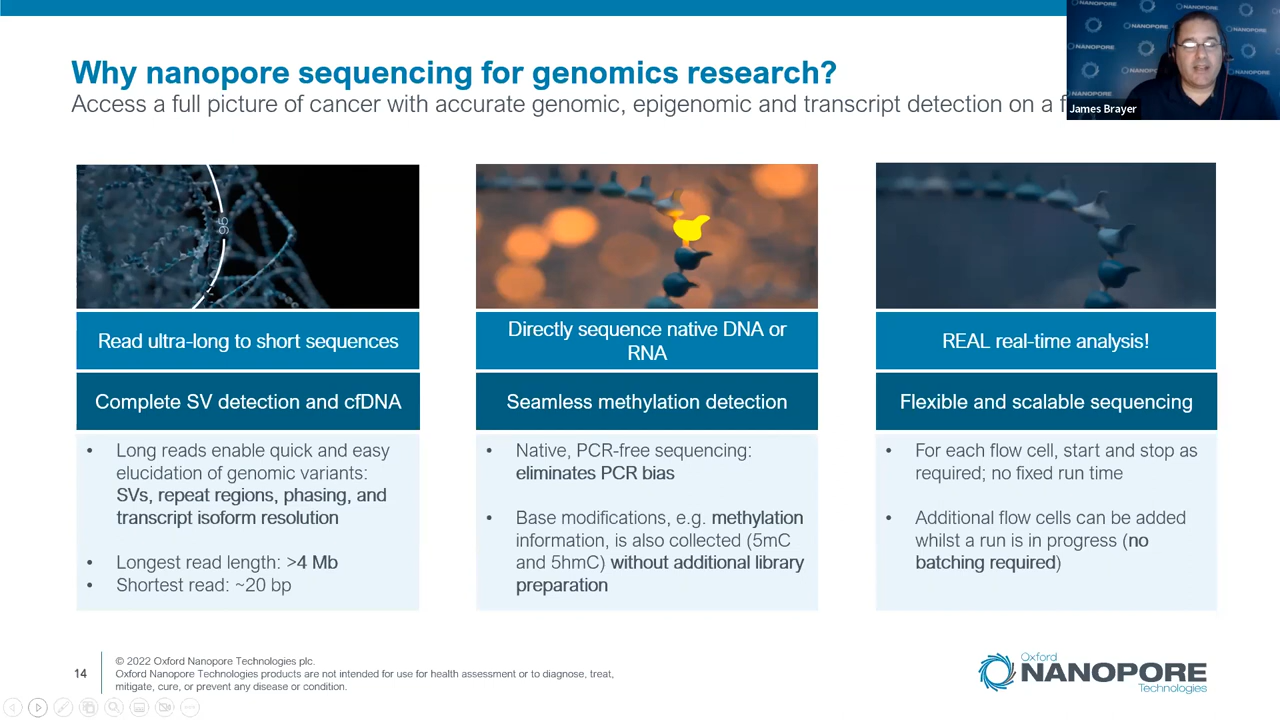 Why nanopore sequencing for genomics research?
Access a full picture of cancer with accurate genomic, epigenomic and transcript detection on a
NANOPORE
NANOPORE
NANOPORE
NANOPORE
NANOPORE
James Brayer
95
Read ultra-long to short sequences
Complete SV detection and cfDNA
• Long reads enable quick and easy
elucidation of genomic variants:
SVs, repeat regions, phasing, and
transcript isoform resolution
• Longest read length: >4 Mb
• Shortest read: ~20 bp
Directly sequence native DNA or
RNA
Seamless methylation detection
• Native, PCR-free sequencing:
eliminates PCR bias
• Base modifications, e.g. methylation
information, is also collected (5mC
and 5hmC) without additional library
preparation
REAL real-time analysis!
Flexible and scalable sequencing
• For each flow cell, start and stop as
required; no fixed run time
• Additional flow cells can be added
whilst a run is in progress (no
batching required)
14
© 2022 Oxford Nanopore Technologies plc.
Oxford Nanopore Technologies products are not intended for use for health assessment or to diagnose, treat,
mitigate, cure, or prevent any disease or condition.
Oxford
NANOPORE
Technologies